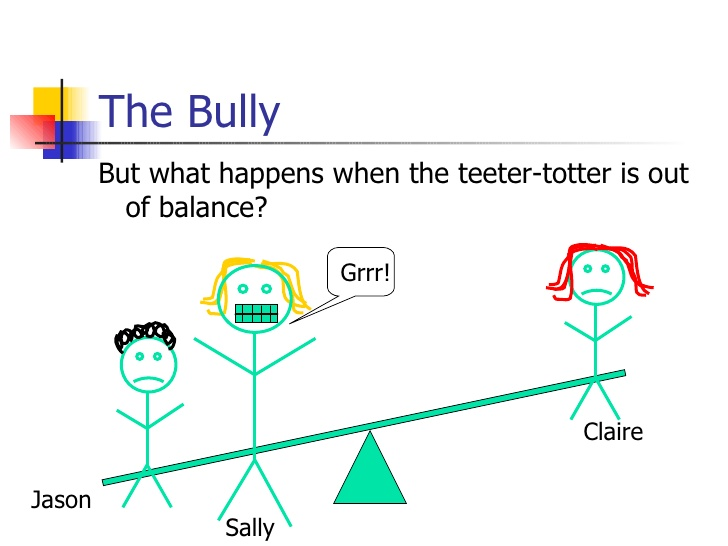 The Bully
But what happens when the teeter-totter is out
of balance?
Grrr!
Claire
Jason
Sally